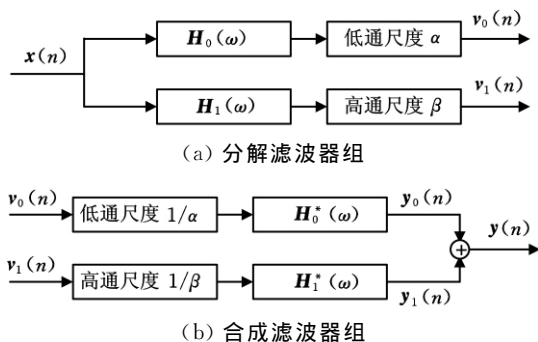 x(n)
H₀(ω)
低通尺度 α
v₀(n)
H₁(ω)
高通尺度 β
v₁(n)
(a) 分解滤波器组
v₀(n)
低通尺度 1/α
H₀*(ω)
y₀(n)
y(n)
v₁(n)
高通尺度 1/β
H₁*(ω)
y₁(n)
(b) 合成滤波器组